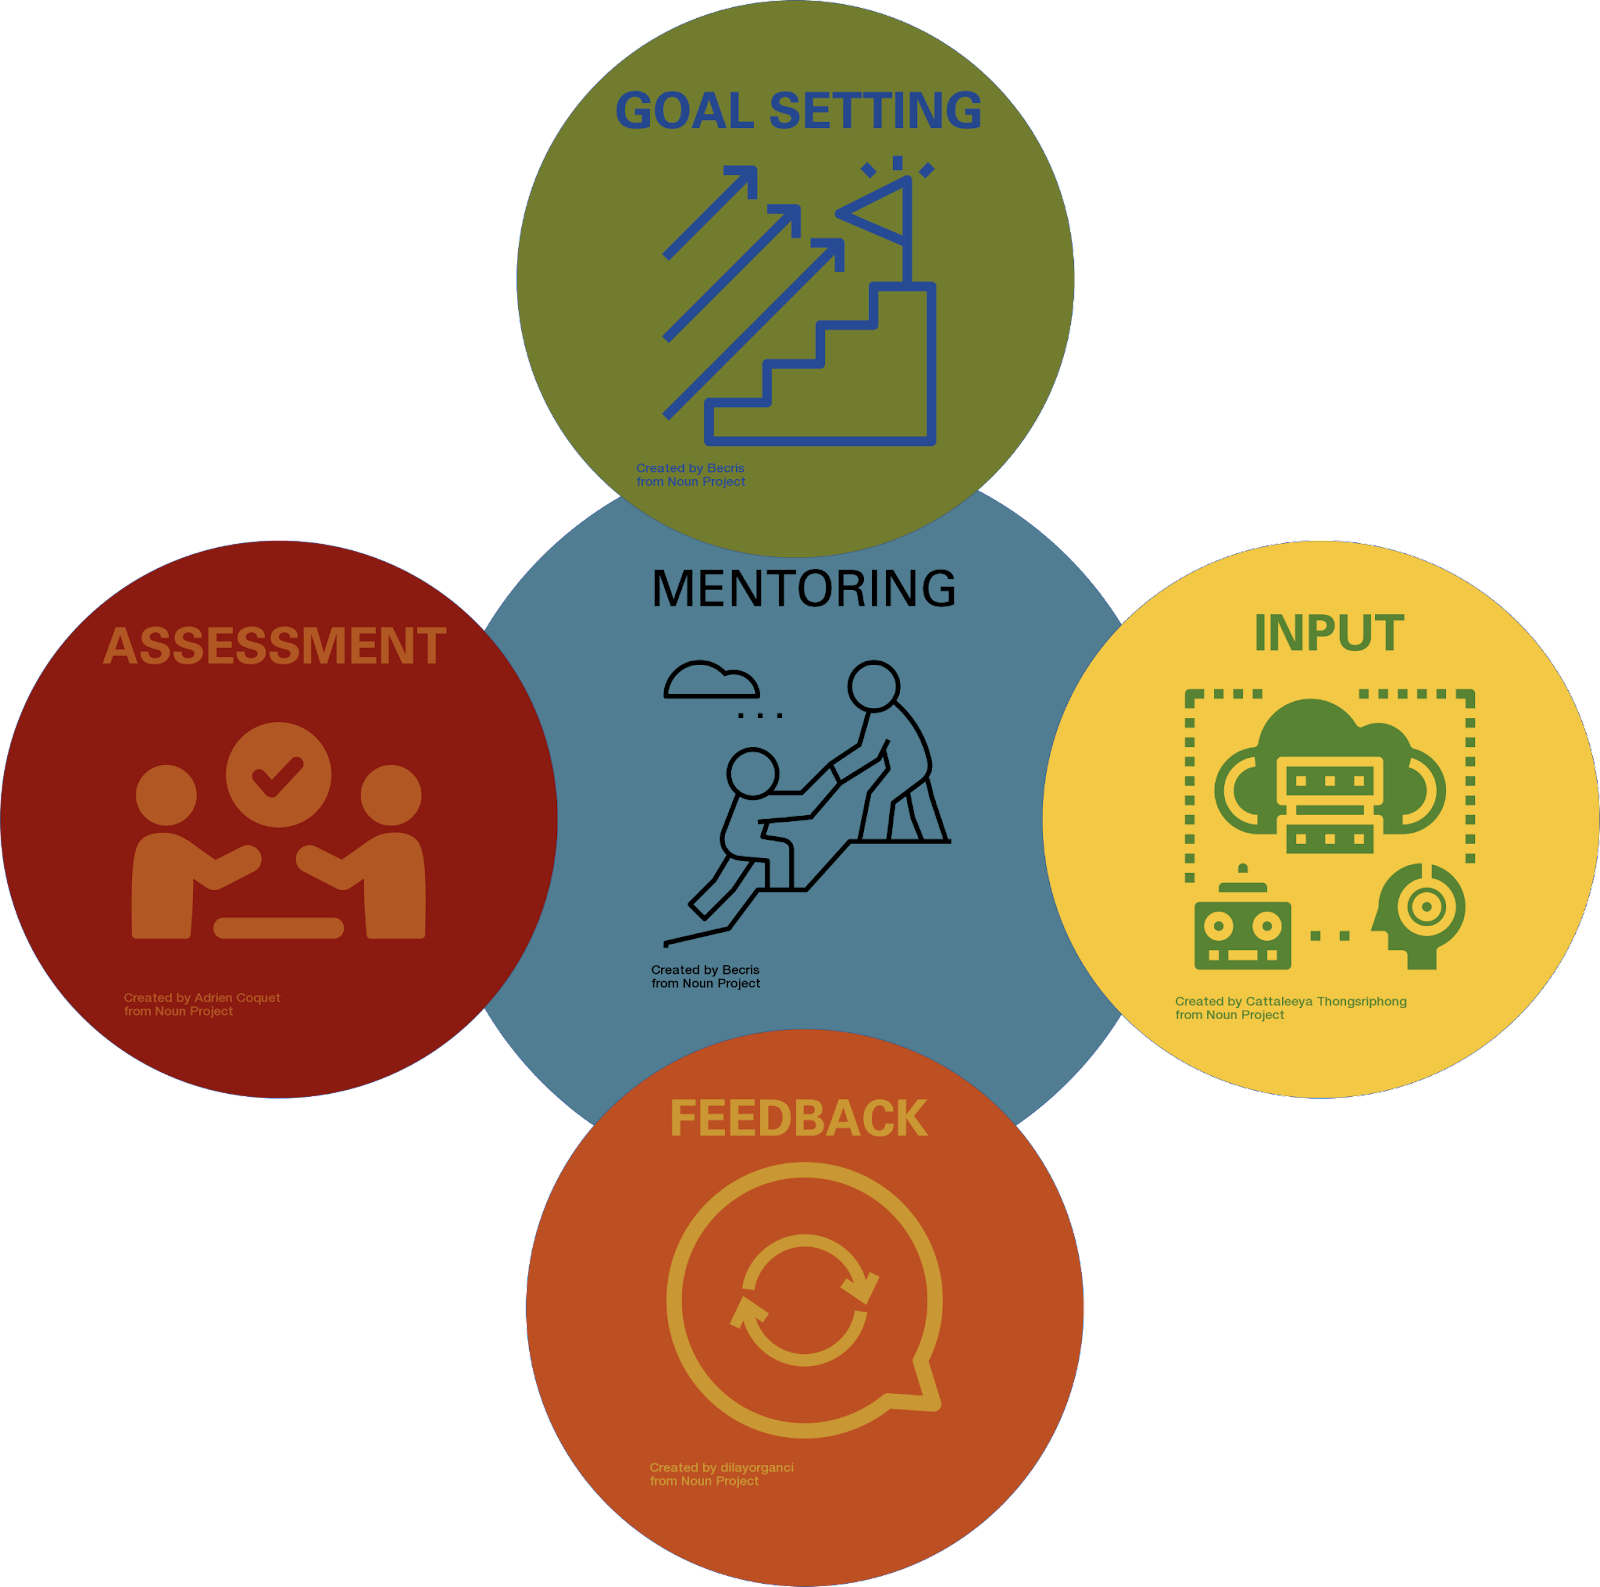 GOAL SETTING
Created by Becris
from Noun Project
MENTORING
Created by Becris
from Noun Project
ASSESSMENT
Created by Adrien Coquet
from Noun Project
INPUT
Created by Cattaleeya Thongsriphong
from Noun Project
FEEDBACK
Created by dilayorganci
from Noun Project